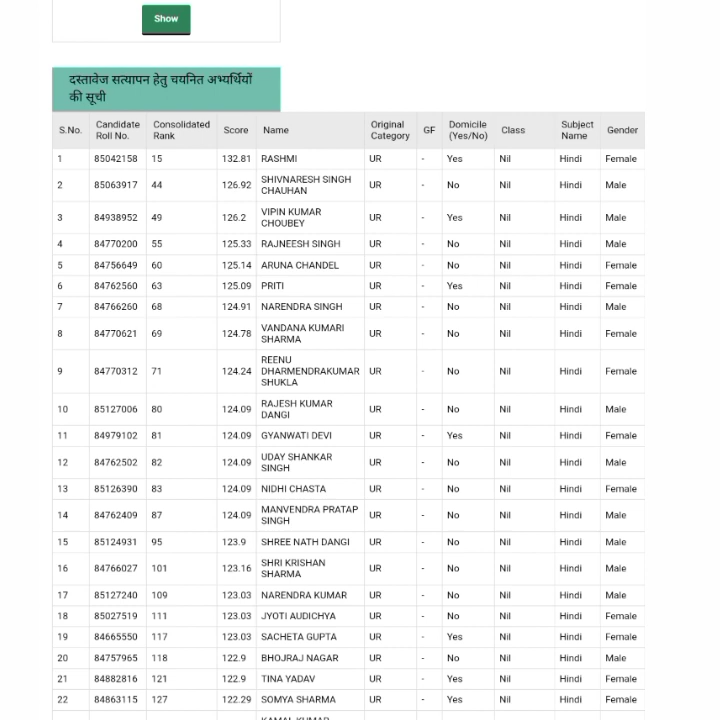 Show
दस्तावेज सत्यापन हेतु चयनित अभ्यर्थियों
की सूची
S.No. Candidate Roll No. Consolidated Rank Score Name Original Category GF Domicile (Yes/No) Class Subject Name Gender
1 85042158 15 132.81 RASHMI UR - Yes Nil Hindi Female
2 85063917 44 126.92 SHIVNARESH SINGH CHAUHAN UR - No Nil Hindi Male
3 84938952 49 126.2 VIPIN KUMAR CHOUBEY UR - Yes Nil Hindi Male
4 84770200 55 125.33 RAJNEESH SINGH UR - No Nil Hindi Male
5 84756649 60 125.14 ARUNA CHANDEL UR - No Nil Hindi Female
6 84762560 63 125.09 PRITI UR - Yes Nil Hindi Female
7 84766260 68 124.91 NARENDRA SINGH UR - No Nil Hindi Male
8 84770621 69 124.78 VANDANA KUMARI SHARMA UR - No Nil Hindi Female
9 84770312 71 124.24 REENU DHARMENDRAKUMAR SHUKLA UR - No Nil Hindi Female
10 85127006 80 124.09 RAJESH KUMAR DANGI UR - No Nil Hindi Male
11 84979102 81 124.09 GYANWATI DEVI UR - Yes Nil Hindi Female
12 84762502 82 124.09 UDAY SHANKAR SINGH UR - No Nil Hindi Male
13 85126390 83 124.09 NIDHI CHASTA UR - No Nil Hindi Female
14 84762409 87 124.09 MANVENDRA PRATAP SINGH UR - No Nil Hindi Male
15 85124931 95 123.9 SHREE NATH DANGI UR - No Nil Hindi Male
16 84766027 101 123.16 SHRI KRISHAN SHARMA UR - No Nil Hindi Male
17 85127240 109 123.03 NARENDRA KUMAR UR - No Nil Hindi Male
18 85027519 111 123.03 JYOTI AUDICHYA UR - No Nil Hindi Female
19 84665550 117 123.03 SACHETA GUPTA UR - Yes Nil Hindi Female
20 84757965 118 122.9 BHOJRAJ NAGAR UR - No Nil Hindi Male
21 84882816 121 122.9 TINA YADAV UR - Yes Nil Hindi Female
22 84863115 127 122.29 SOMYA SHARMA UR - Yes Nil Hindi Female